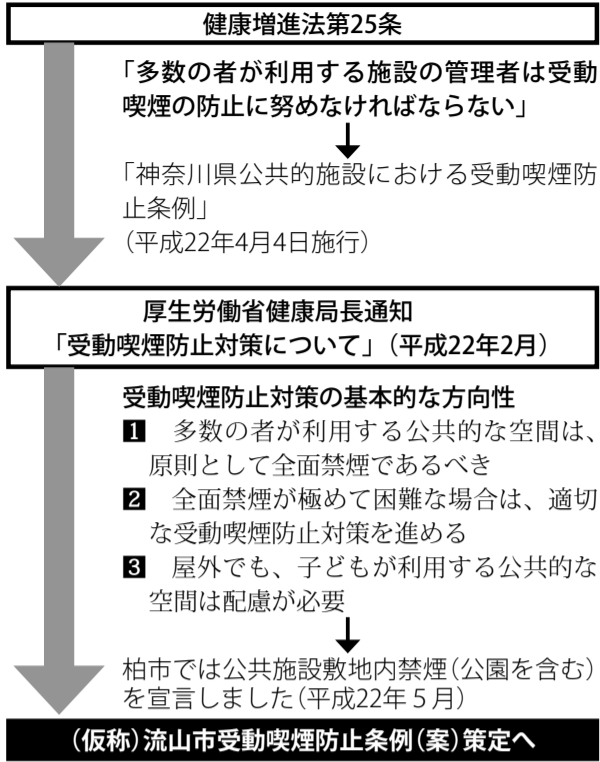 健康増進法第25条
「多数の者が利用する施設の管理者は受動
喫煙の防止に努めなければならない」
「神奈川県公共的施設における受動喫煙防
止条例」
（平成22年4月4日施行）
厚生労働省健康局長通知
「受動喫煙防止対策について」（平成22年2月）
受動喫煙防止対策の基本的な方向性
1　多数の者が利用する公共的な空間は、
原則として全面禁煙であるべき
2　全面禁煙が極めて困難な場合は、適切
な受動喫煙防止対策を進める
3　屋外でも、子どもが利用する公共的な
空間は配慮が必要
柏市では公共施設敷地内禁煙（公園を含む）
を宣言しました（平成22年５月）
（仮称）流山市受動喫煙防止条例（案）策定へ